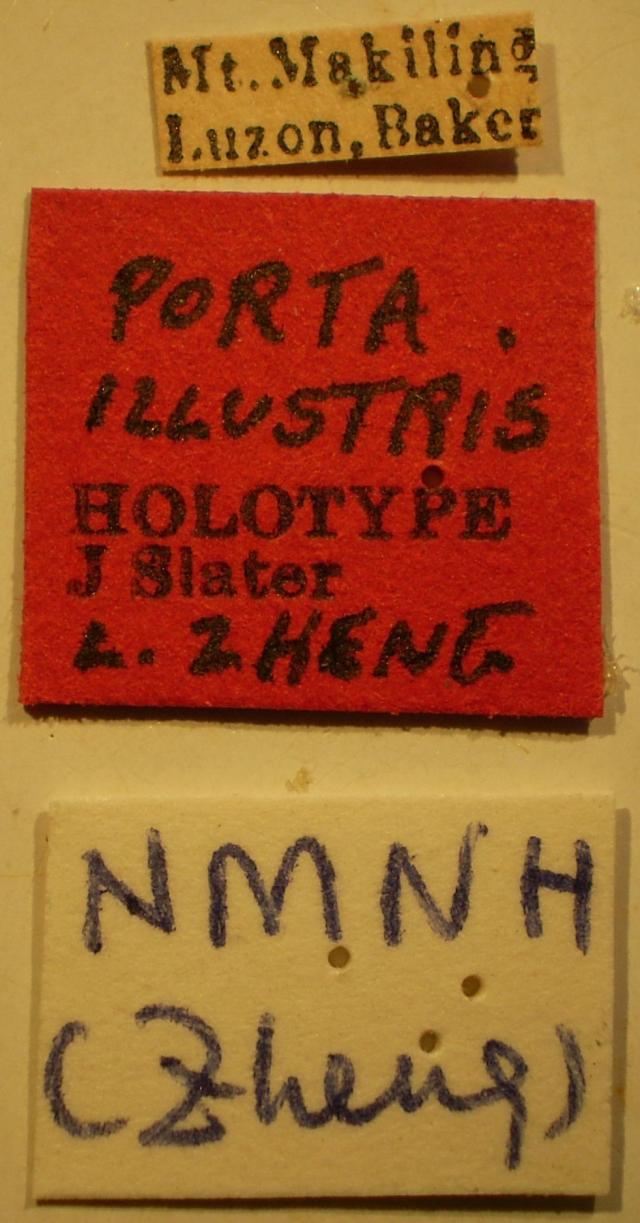 Mt. Makiling
Luzon, Baker
PORTA .
ILLUSTRIS
HOLOTYPE
J Slater
L. ZHENG
NMNH
(Zheng)